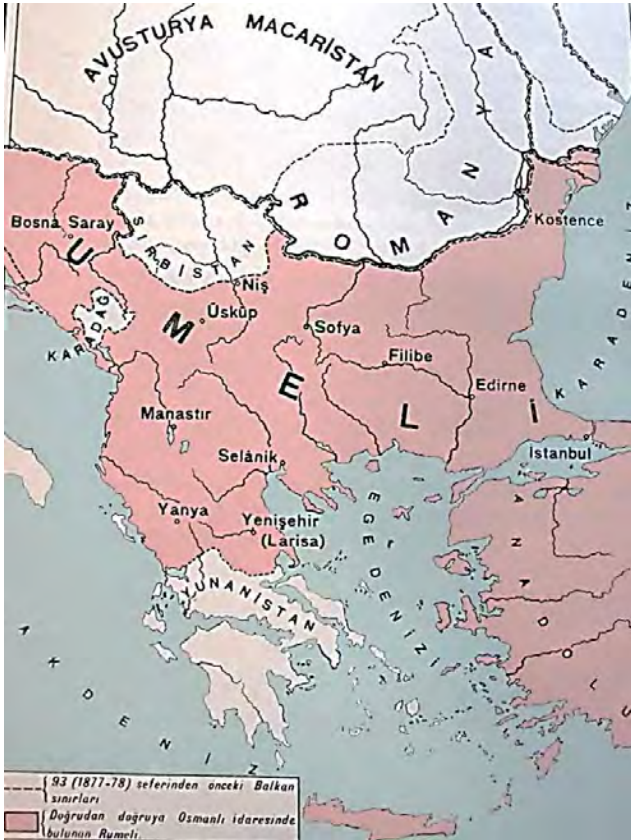 AVUSTURYA MACARİSTAN
ROMANYA
Kostence
Bosna Saray
SIRBİSTAN
Niş
KARADAĞ
Üsküp
Sofya
Filibe
Edirne
KARADENİZ
UMELİ
Manastır
Selânik
İstanbul
Yanya
Yenişehir
(Larisa)
EGE DENİZİ
ANADOLU
YUNANİSTAN
AKDENİZ
93 (1877-78) seferinden önceki Balkan
sınırları
Doğrudan doğruya Osmanlı idaresinde
bulunan Rumeli.